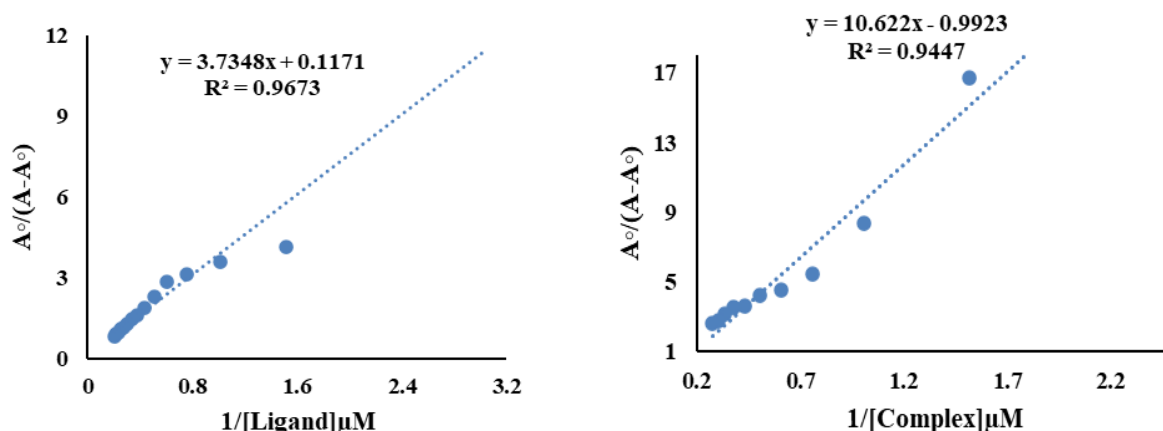 y = 3.7348x + 0.1171
R² = 0.9673
A°/(A-A°)
12
9
6
3
0
0 0.8 1.6 2.4 3.2
1/[Ligand]μM
y = 10.622x - 0.9923
R² = 0.9447
A°/(A-A°)
17
13
9
5
1
0.2 0.7 1.2 1.7 2.2
1/[Complex]μM